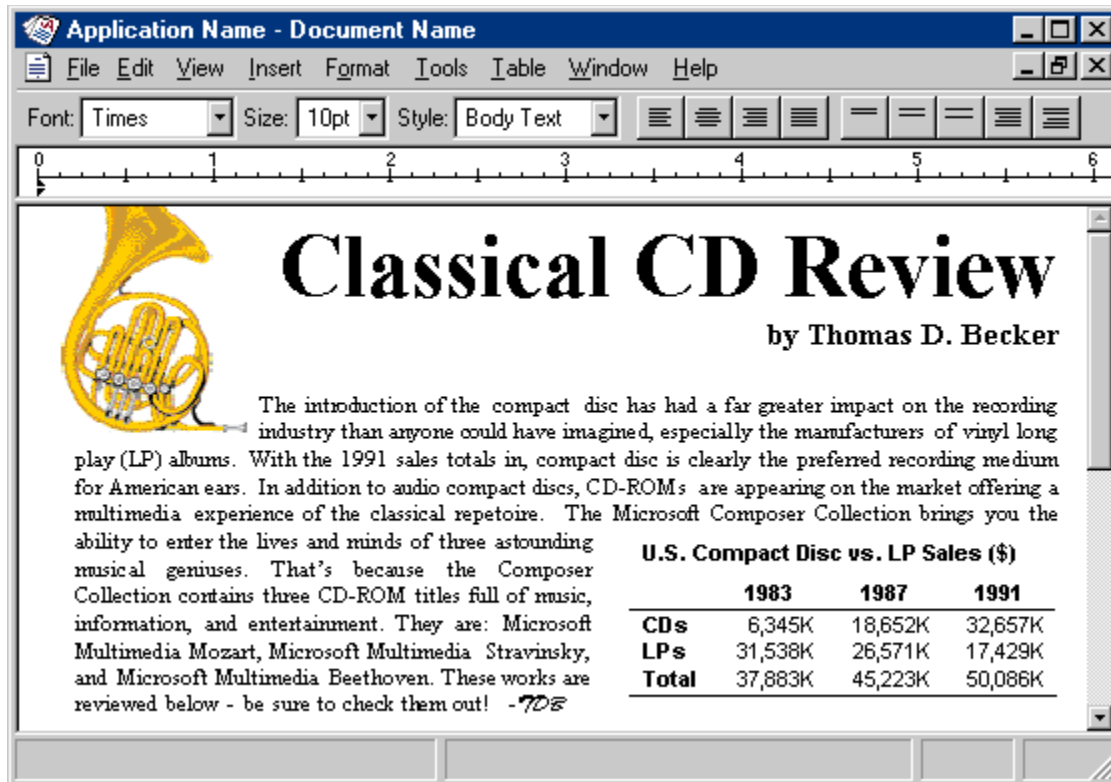 Application Name - Document Name
File Edit View Insert Format Tools Table Window Help
Font: Times Size: 10pt Style: Body Text
0 1 2 3 4 5 6
Classical CD Review
by Thomas D. Becker
The introduction of the compact disc has had a far greater impact on the recording
industry than anyone could have imagined, especially the manufacturers of vinyl long
play (LP) albums. With the 1991 sales totals in, compact disc is clearly the preferred recording medium
for American ears. In addition to audio compact discs, CD-ROMs are appearing on the market offering a
multimedia experience of the classical repetoire. The Microsoft Composer Collection brings you the
ability to enter the lives and minds of three astounding
musical geniuses. That's because the Composer
Collection contains three CD-ROM titles full of music,
information, and entertainment. They are: Microsoft
Multimedia Mozart, Microsoft Multimedia Stravinsky,
and Microsoft Multimedia Beethoven. These works are
reviewed below - be sure to check them out! -TDB
U.S. Compact Disc vs. LP Sales ($)
1983 1987 1991
CDs 6,345K 18,652K 32,657K
LPs 31,538K 26,571K 17,429K
Total 37,883K 45,223K 50,086K